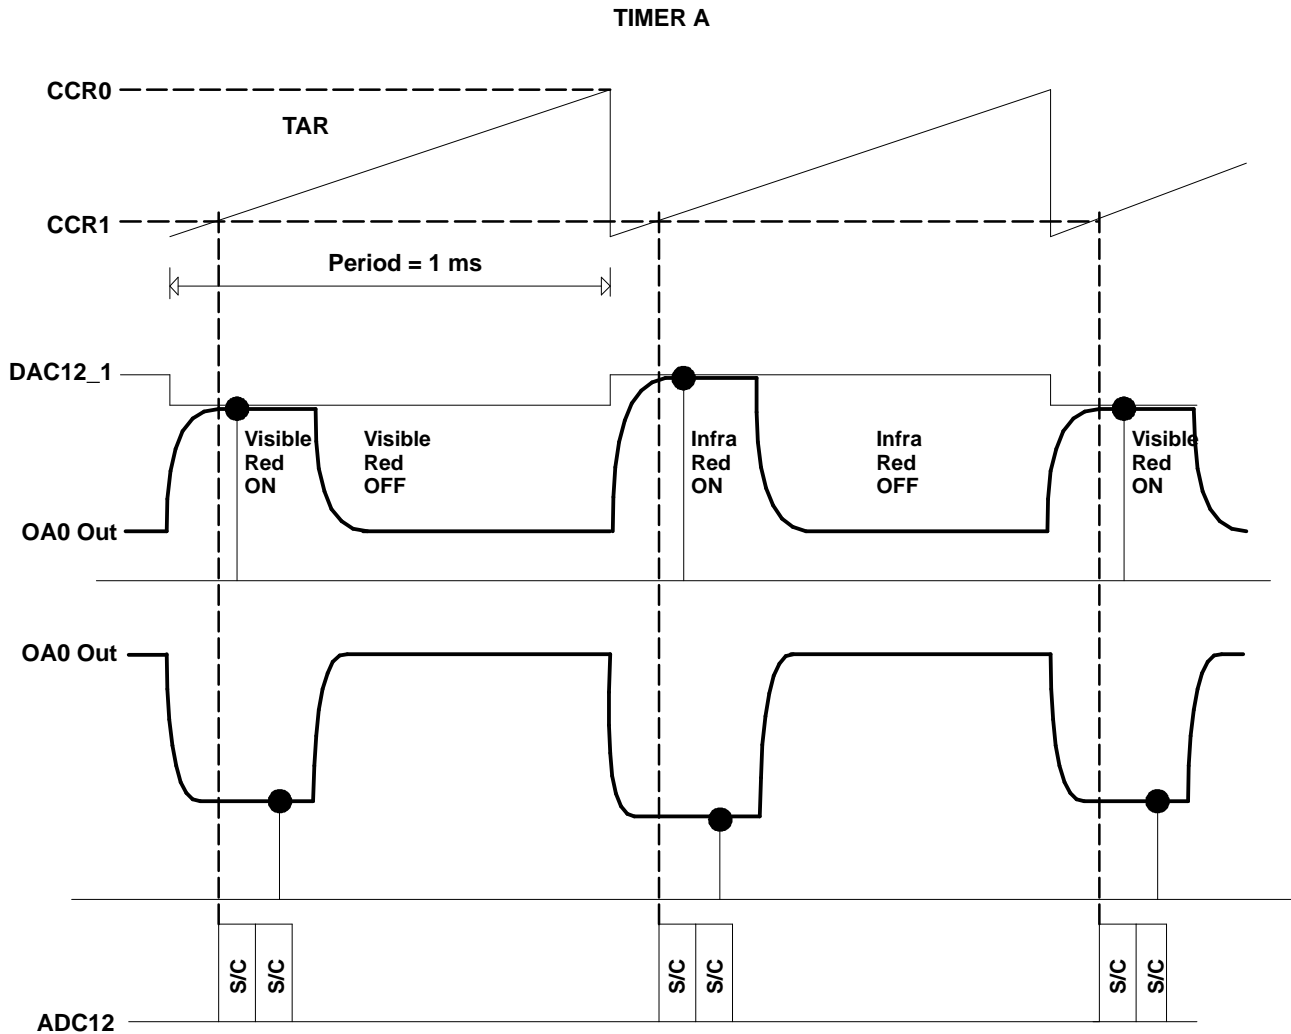 TIMER A
CCR0
TAR
CCR1
Period = 1 ms
DAC12_1
Visible
Red
ON
Visible
Red
OFF
Infra
Red
ON
Infra
Red
OFF
Visible
Red
ON
OA0 Out
OA0 Out
S/C
S/C
S/C
S/C
S/C
S/C
ADC12